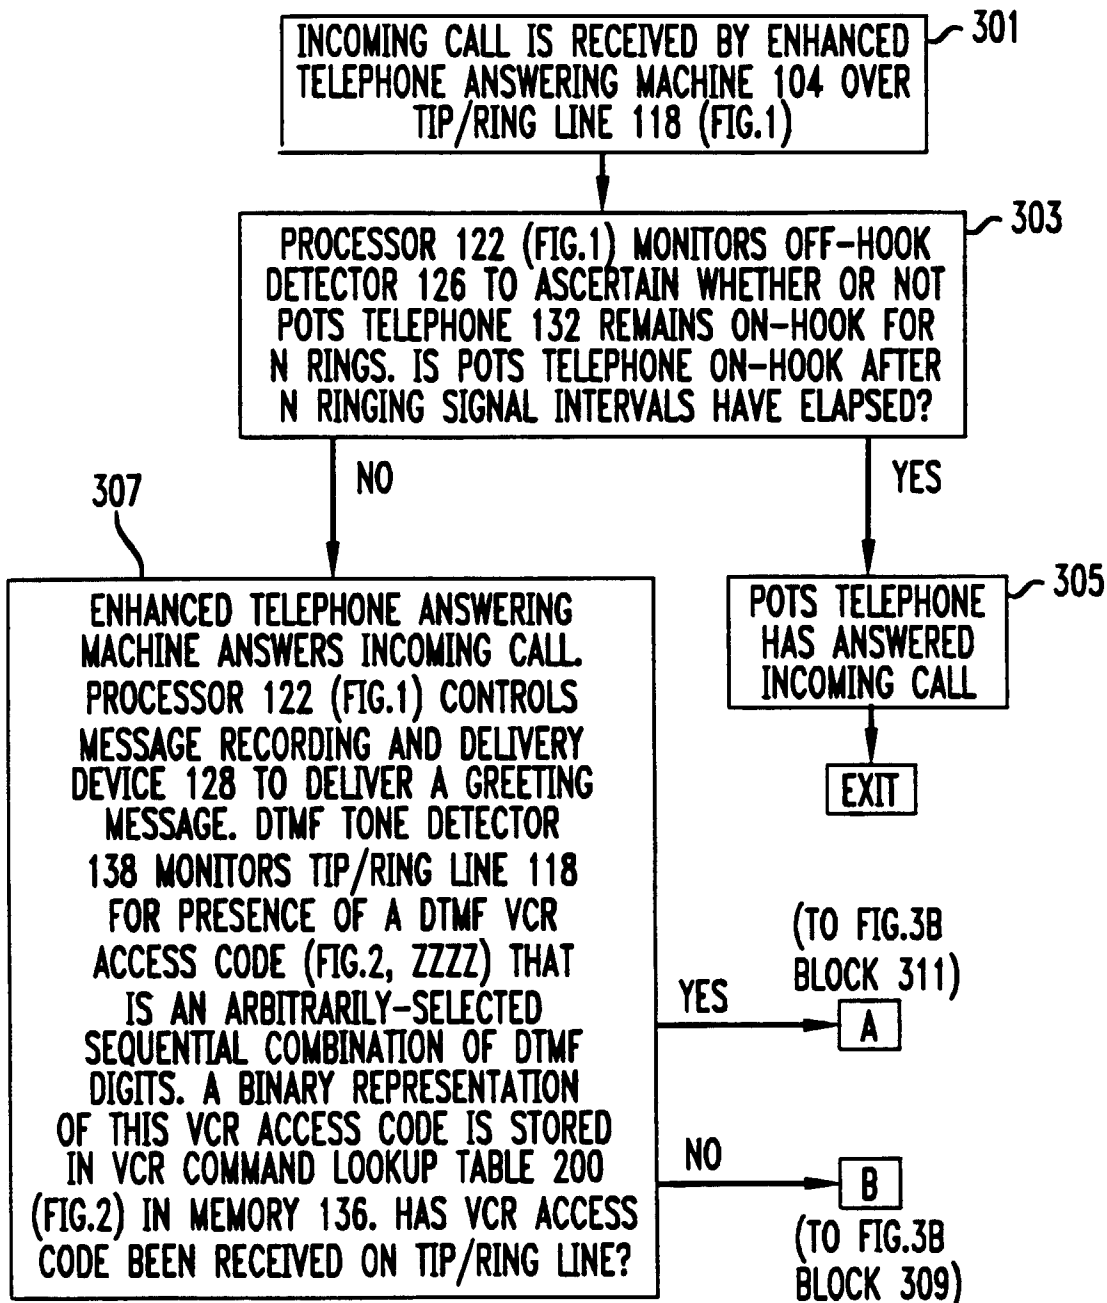 INCOMING CALL IS RECEIVED BY ENHANCED
TELEPHONE ANSWERING MACHINE 104 OVER
TIP/RING LINE 118 (FIG.1)
301
PROCESSOR 122 (FIG.1) MONITORS OFF-HOOK
DETECTOR 126 TO ASCERTAIN WHETHER OR NOT
POTS TELEPHONE 132 REMAINS ON-HOOK FOR
N RINGS. IS POTS TELEPHONE ON-HOOK AFTER
N RINGING SIGNAL INTERVALS HAVE ELAPSED?
303
NO
YES
307
ENHANCED TELEPHONE ANSWERING
MACHINE ANSWERS INCOMING CALL.
PROCESSOR 122 (FIG.1) CONTROLS
MESSAGE RECORDING AND DELIVERY
DEVICE 128 TO DELIVER A GREETING
MESSAGE. DTMF TONE DETECTOR
138 MONITORS TIP/RING LINE 118
FOR PRESENCE OF A DTMF VCR
ACCESS CODE (FIG.2, ZZZZ) THAT
IS AN ARBITRARILY-SELECTED
SEQUENTIAL COMBINATION OF DTMF
DIGITS. A BINARY REPRESENTATION
OF THIS VCR ACCESS CODE IS STORED
IN VCR COMMAND LOOKUP TABLE 200
(FIG.2) IN MEMORY 136. HAS VCR ACCESS
CODE BEEN RECEIVED ON TIP/RING LINE?
POTS TELEPHONE
HAS ANSWERED
INCOMING CALL
305
EXIT
(TO FIG.3B
BLOCK 311)
YES
A
NO
B
(TO FIG.3B
BLOCK 309)